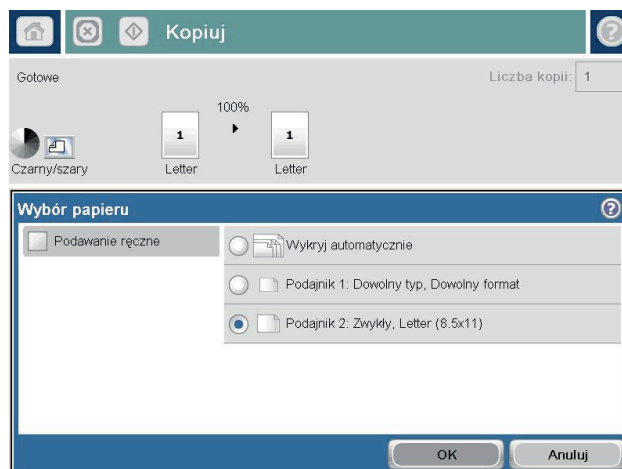 Kopiuj
Gotowe
Liczba kopii: 1
100%
1 1
Czarny/szary Letter Letter
Wybór papieru
Podawanie ręczne
Wykryj automatycznie
Podajnik 1: Dowolny typ, Dowolny format
Podajnik 2: Zwykły, Letter (8.5x11)
OK Anuluj